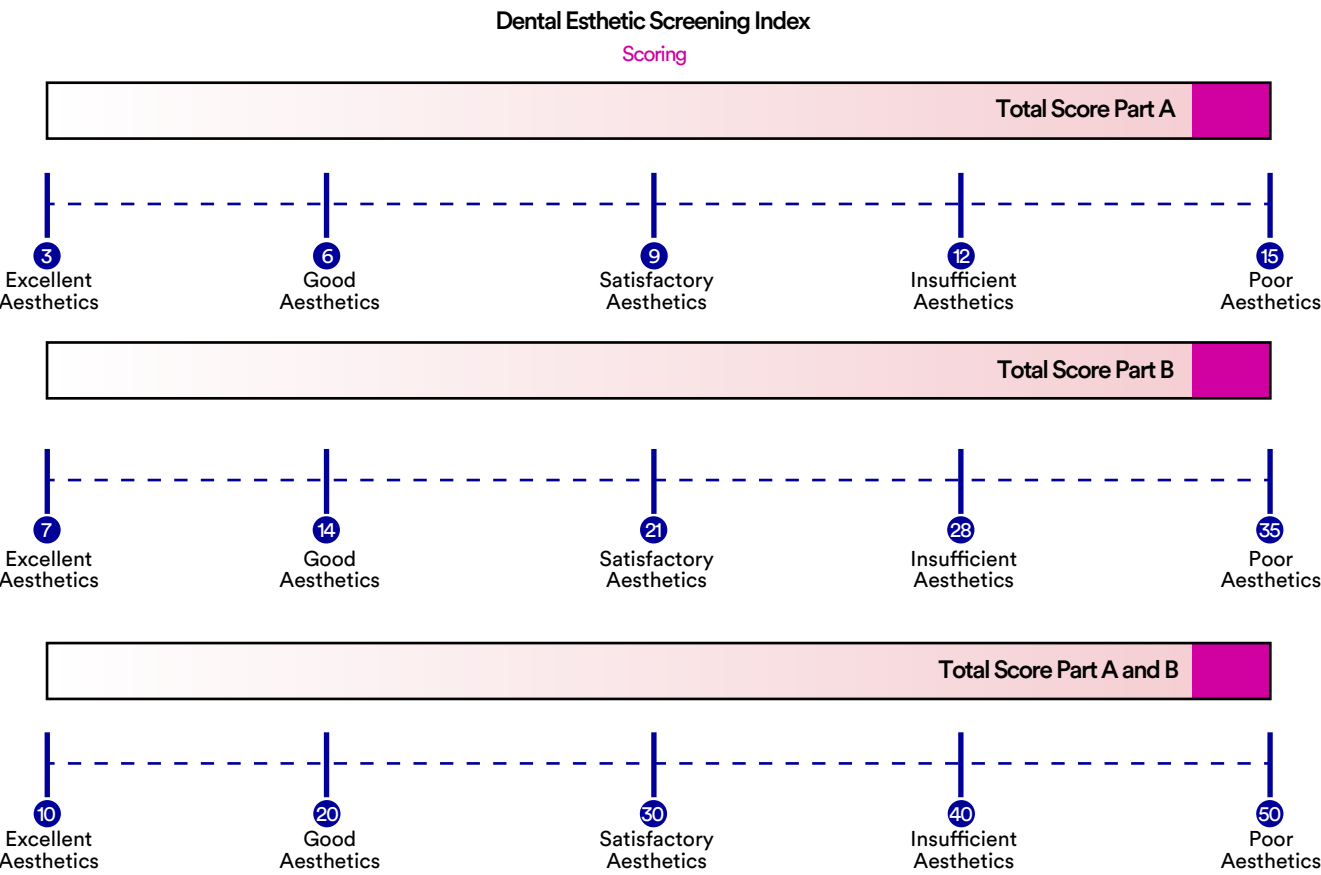 Dental Esthetic Screening Index
Scoring
Total Score Part A
3 6 9 12 15
Excellent Good Satisfactory Insufficient Poor
Aesthetics Aesthetics Aesthetics Aesthetics Aesthetics
Total Score Part B
7 14 21 28 35
Excellent Good Satisfactory Insufficient Poor
Aesthetics Aesthetics Aesthetics Aesthetics Aesthetics
Total Score Part A and B
10 20 30 40 50
Excellent Good Satisfactory Insufficient Poor
Aesthetics Aesthetics Aesthetics Aesthetics Aesthetics